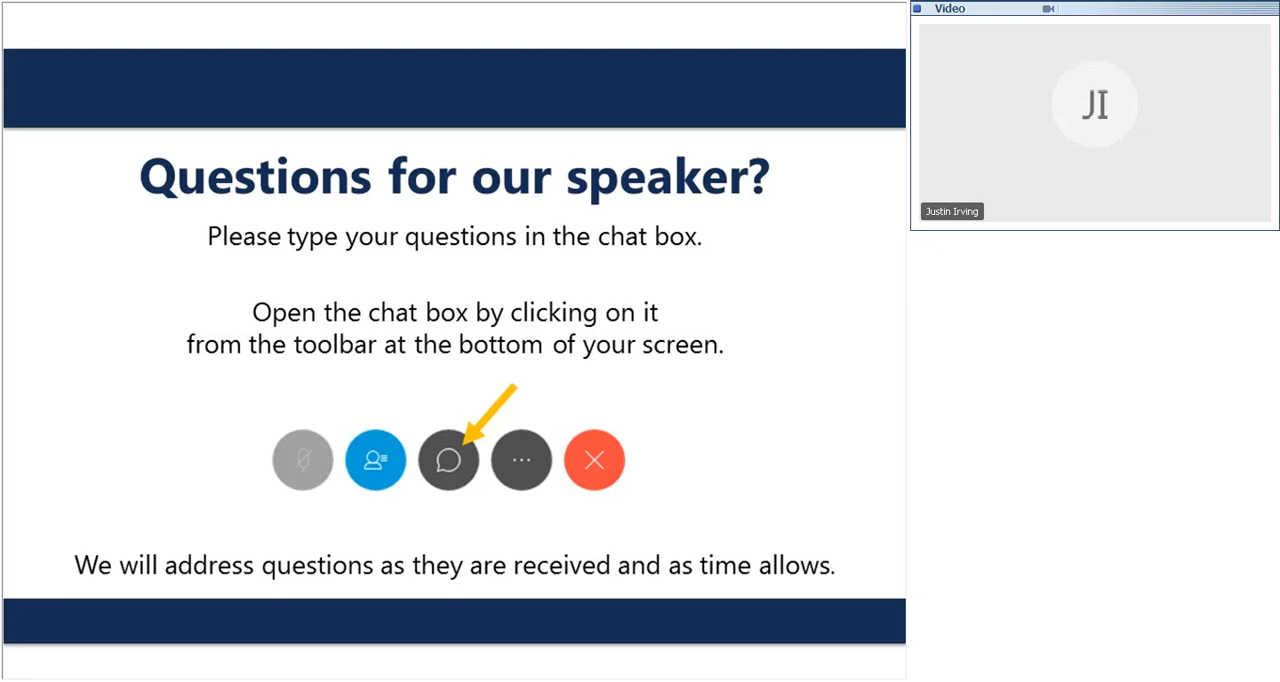 Questions for our speaker?
Please type your questions in the chat box.
Open the chat box by clicking on it
from the toolbar at the bottom of your screen.
We will address questions as they are received and as time allows.
Video
JI
Justin Irving